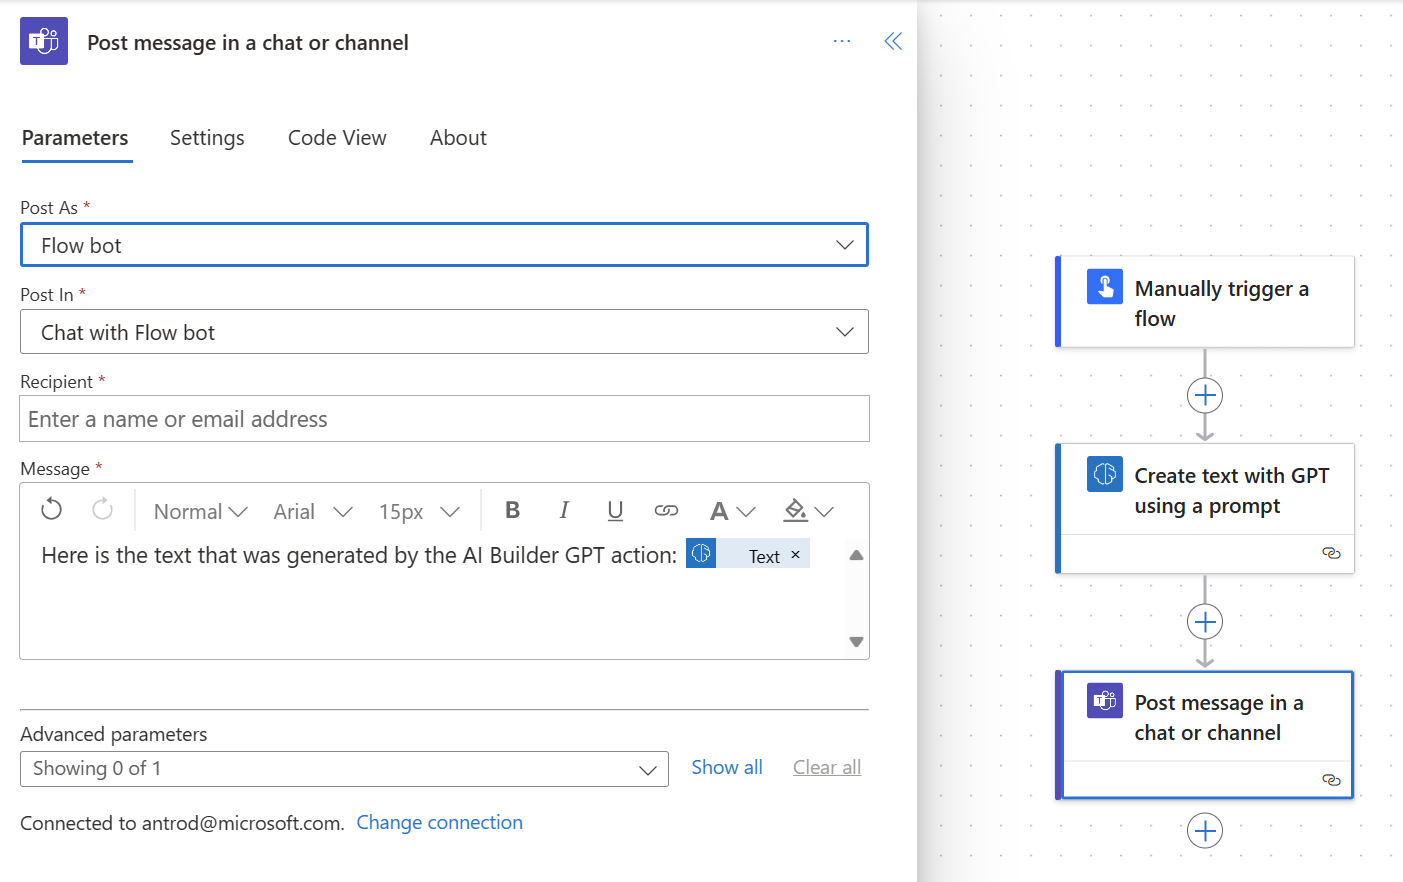 Post message in a chat or channel
Parameters
Settings
Code View
About
Post As *
Flow bot
Post In *
Chat with Flow bot
Recipient *
Enter a name or email address
Message *
Normal
Arial
15px
B
I
U
A
Here is the text that was generated by the AI Builder GPT action: Text ×
Advanced parameters
Showing 0 of 1
Show all
Clear all
Connected to antrod@microsoft.com. Change connection
Manually trigger a
flow
Create text with GPT
using a prompt
Post message in a
chat or channel